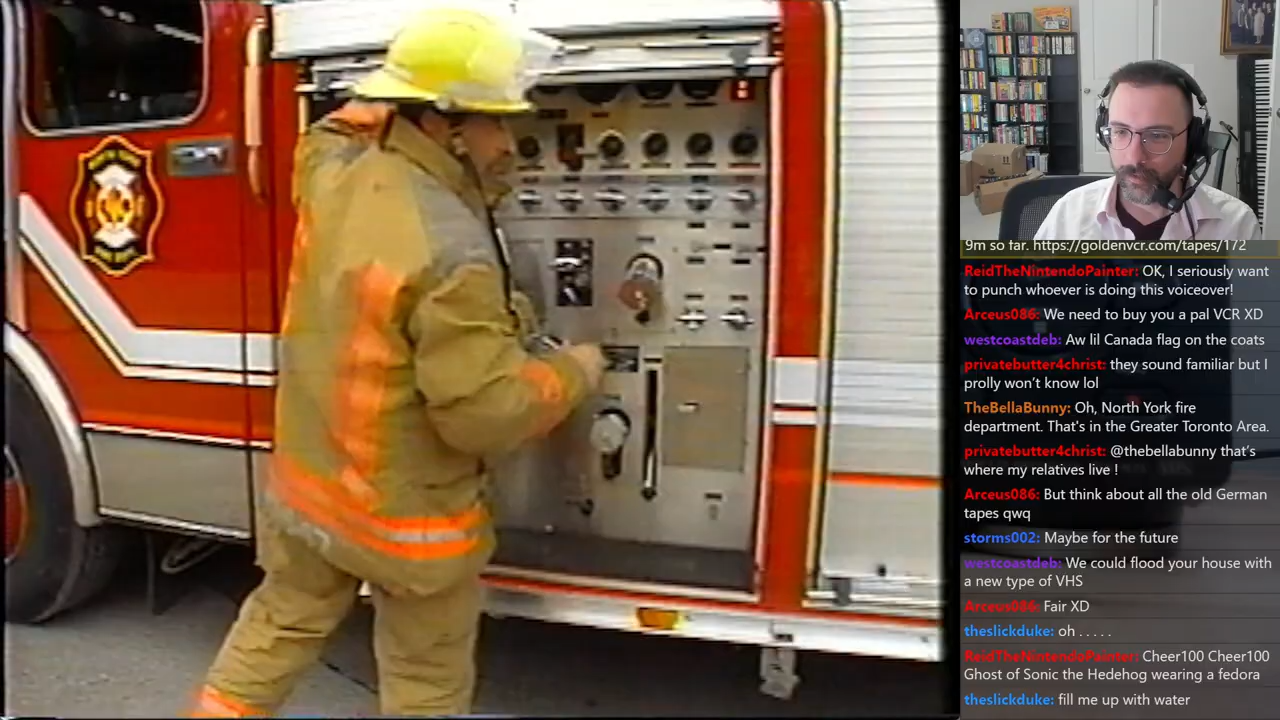 9m so far. https://goldenvcr.com/tapes/172
ReidTheNintendoPainter: OK, I seriously want
to punch whoever is doing this voiceover!
Arceus086: We need to buy you a pal VCR XD
westcoastdeb: Aw lil Canada flag on the coats
privatebutter4christ: they sound familiar but I
prolly won't know lol
TheBellaBunny: Oh, North York fire
department. That's in the Greater Toronto Area.
privatebutter4christ: @thebellabunny that's
where my relatives live !
Arceus086: But think about all the old German
tapes qwq
storms002: Maybe for the future
westcoastdeb: We could flood your house with
a new type of VHS
Arceus086: Fair XD
theslickduke: oh . . . . .
ReidTheNintendoPainter: Cheer100 Cheer100
Ghost of Sonic the Hedehog wearing a fedora
theslickduke: fill me up with water